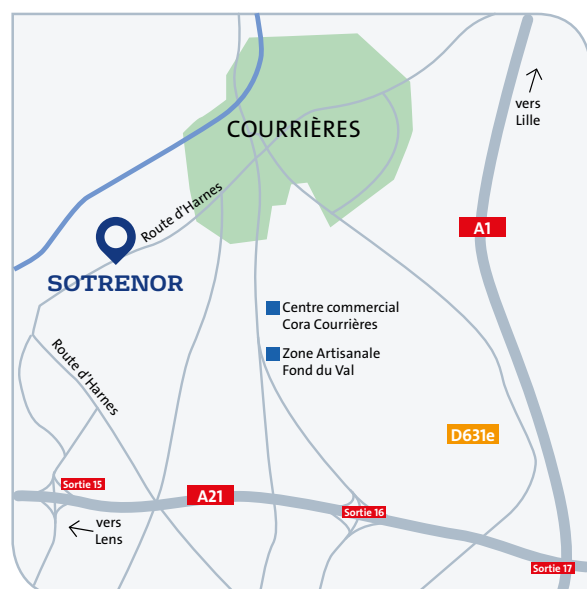 COURRIÈRES
vers
Lille
Route d'Harnes
A1
SOTRENOR
Centre commercial
Cora Courrières
Zone Artisanale
Fond du Val
Route d'Harnes
D631e
Sortie 15
A21
Sortie 16
vers
Lens
Sortie 17